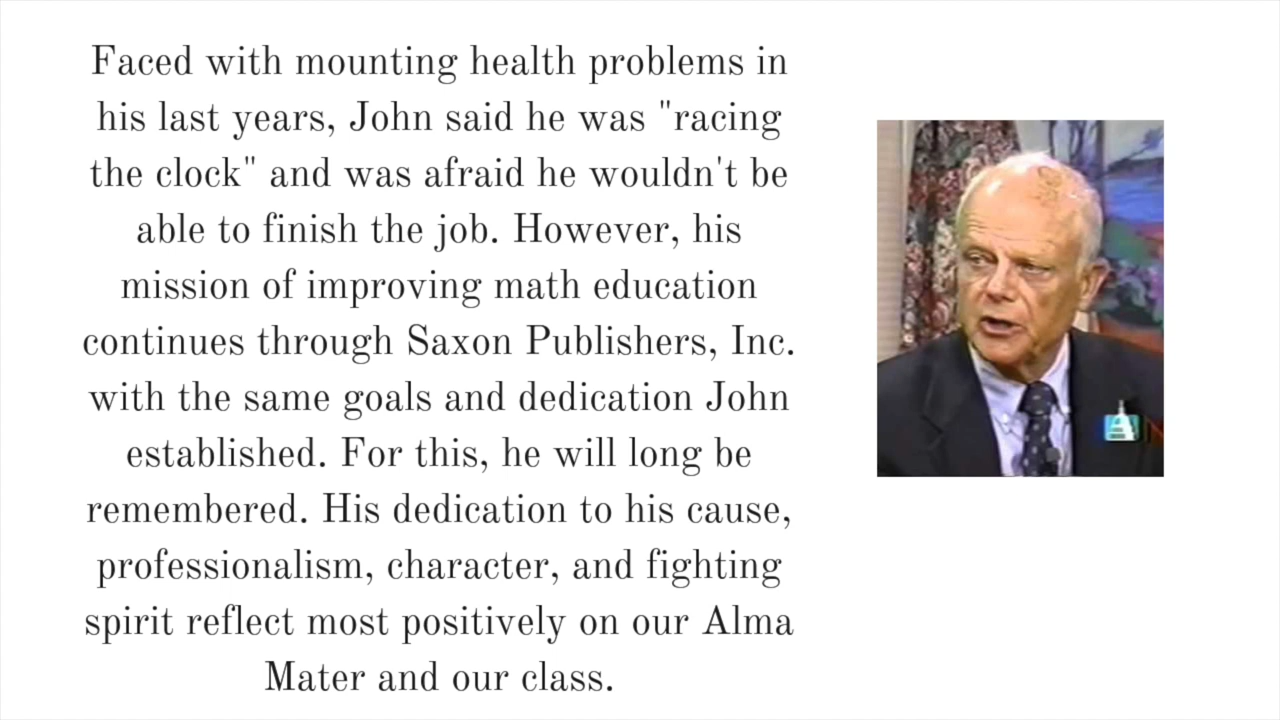 Faced with mounting health problems in
his last years, John said he was "racing
the clock" and was afraid he wouldn't be
able to finish the job. However, his
mission of improving math education
continues through Saxon Publishers, Inc.
with the same goals and dedication John
established. For this, he will long be
remembered. His dedication to his cause,
professionalism, character, and fighting
spirit reflect most positively on our Alma
Mater and our class.